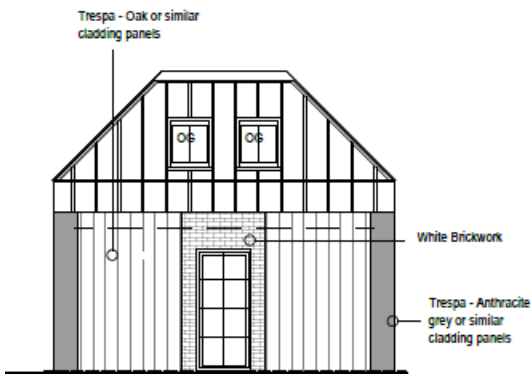 Trespa - Oak or similar
cladding panels
OG OG
White Brickwork
Trespa - Anthracite
grey or similar
cladding panels